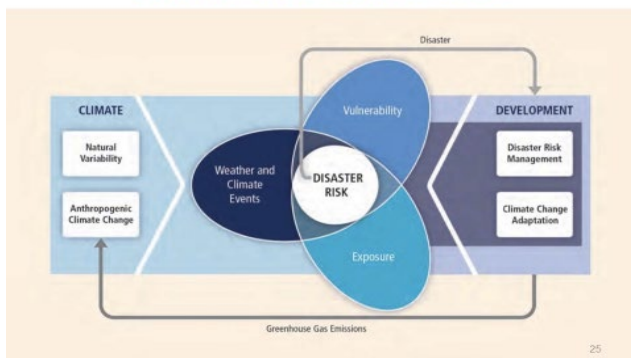 Disaster
CLIMATE
Natural
Variability
Anthropogenic
Climate Change
Vulnerability
Weather and
Climate
Events
DISASTER
RISK
Exposure
DEVELOPMENT
Disaster Risk
Management
Climate Change
Adaptation
Greenhouse Gas Emissions
25